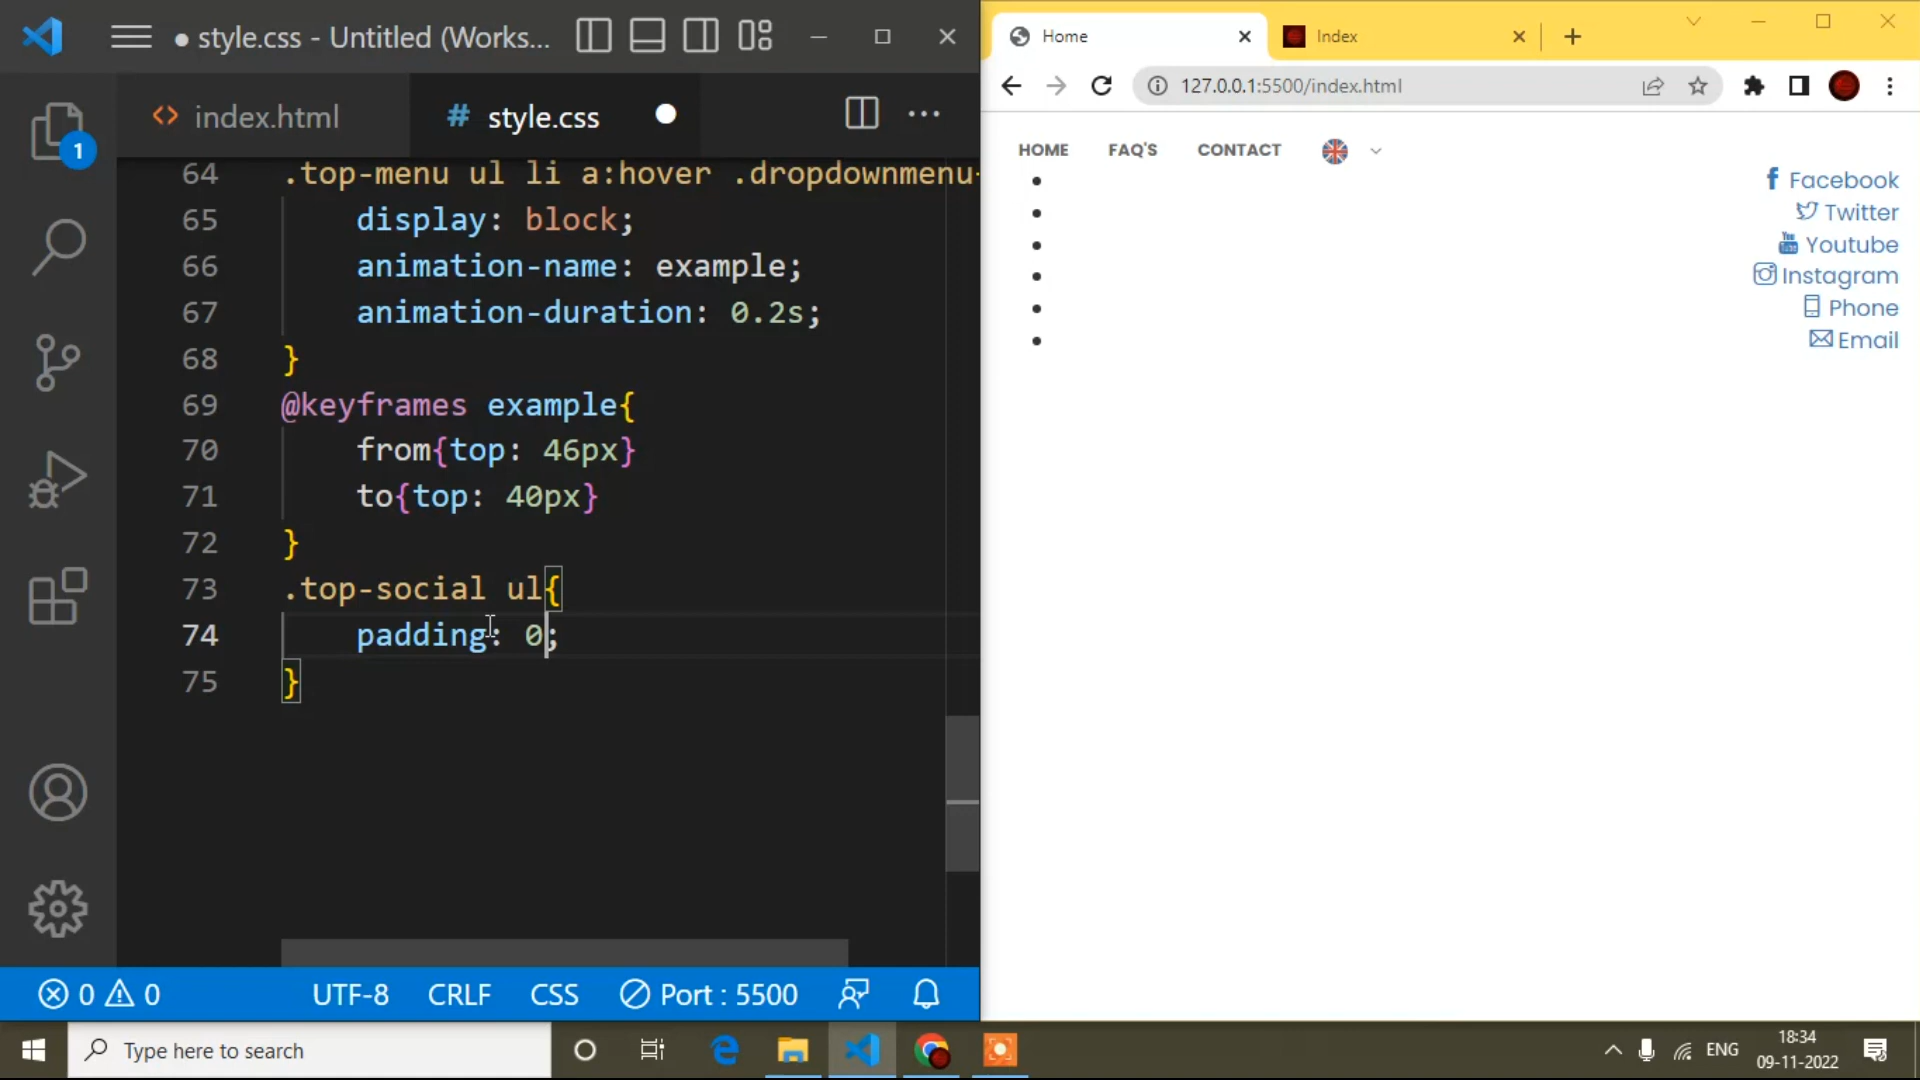 style.css - Untitled (Works...
index.html
# style.css
1
64 .top-menu ul li a:hover .dropdownmenu-
65 display: block;
66 animation-name: example;
67 animation-duration: 0.2s;
68 }
69 @keyframes example{
70 from{top: 46px}
71 to{top: 40px}
72 }
73 .top-social ul{
74 padding: 0;
75 }
0 0
UTF-8
CRLF
CSS
Port : 5500
Home
Index
127.0.0.1:5500/index.html
HOME FAQ'S CONTACT
Facebook
Twitter
You Tube Youtube
Instagram
Phone
Email
Type here to search
ENG
18:34
09-11-2022